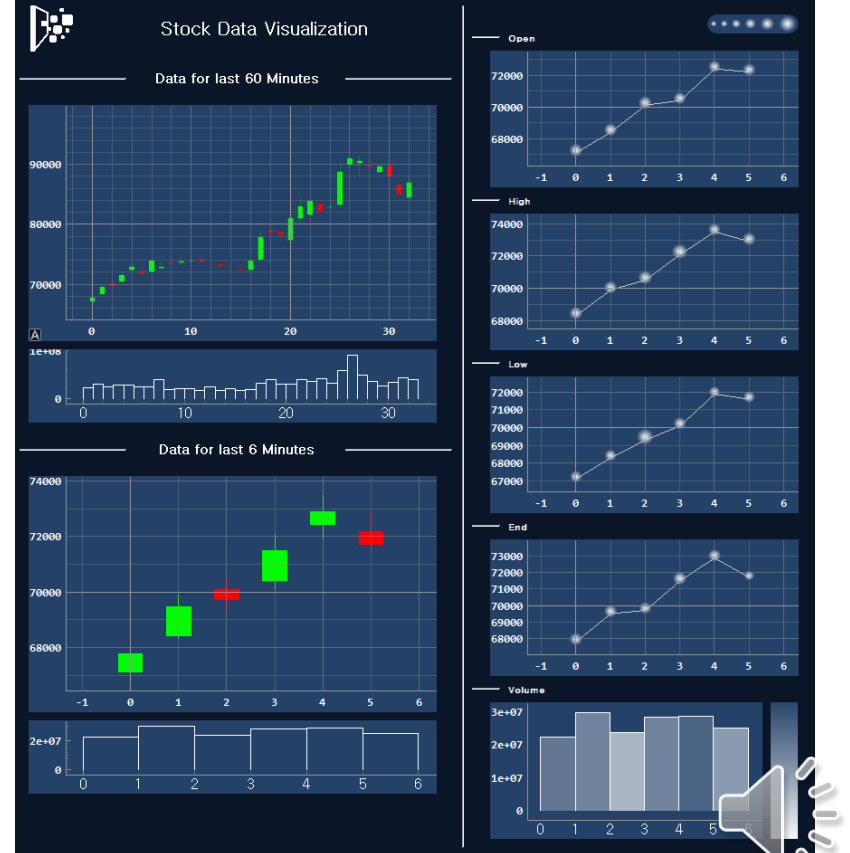 Stock Data Visualization
Data for last 60 Minutes
90000
80000
70000
A
0 10 20 30
1e+08
0
0 10 20 30
Data for last 6 Minutes
74000
72000
70000
68000
-1 0 1 2 3 4 5 6
2e+07
0
0 1 2 3 4 5 6
Open
72000
70000
68000
-1 0 1 2 3 4 5 6
High
74000
72000
70000
68000
-1 0 1 2 3 4 5 6
Low
72000
71000
70000
69000
68000
67000
-1 0 1 2 3 4 5 6
End
73000
72000
71000
70000
69000
68000
-1 0 1 2 3 4 5 6
Volume
3e+07
2e+07
1e+07
0
0 1 2 3 4 5